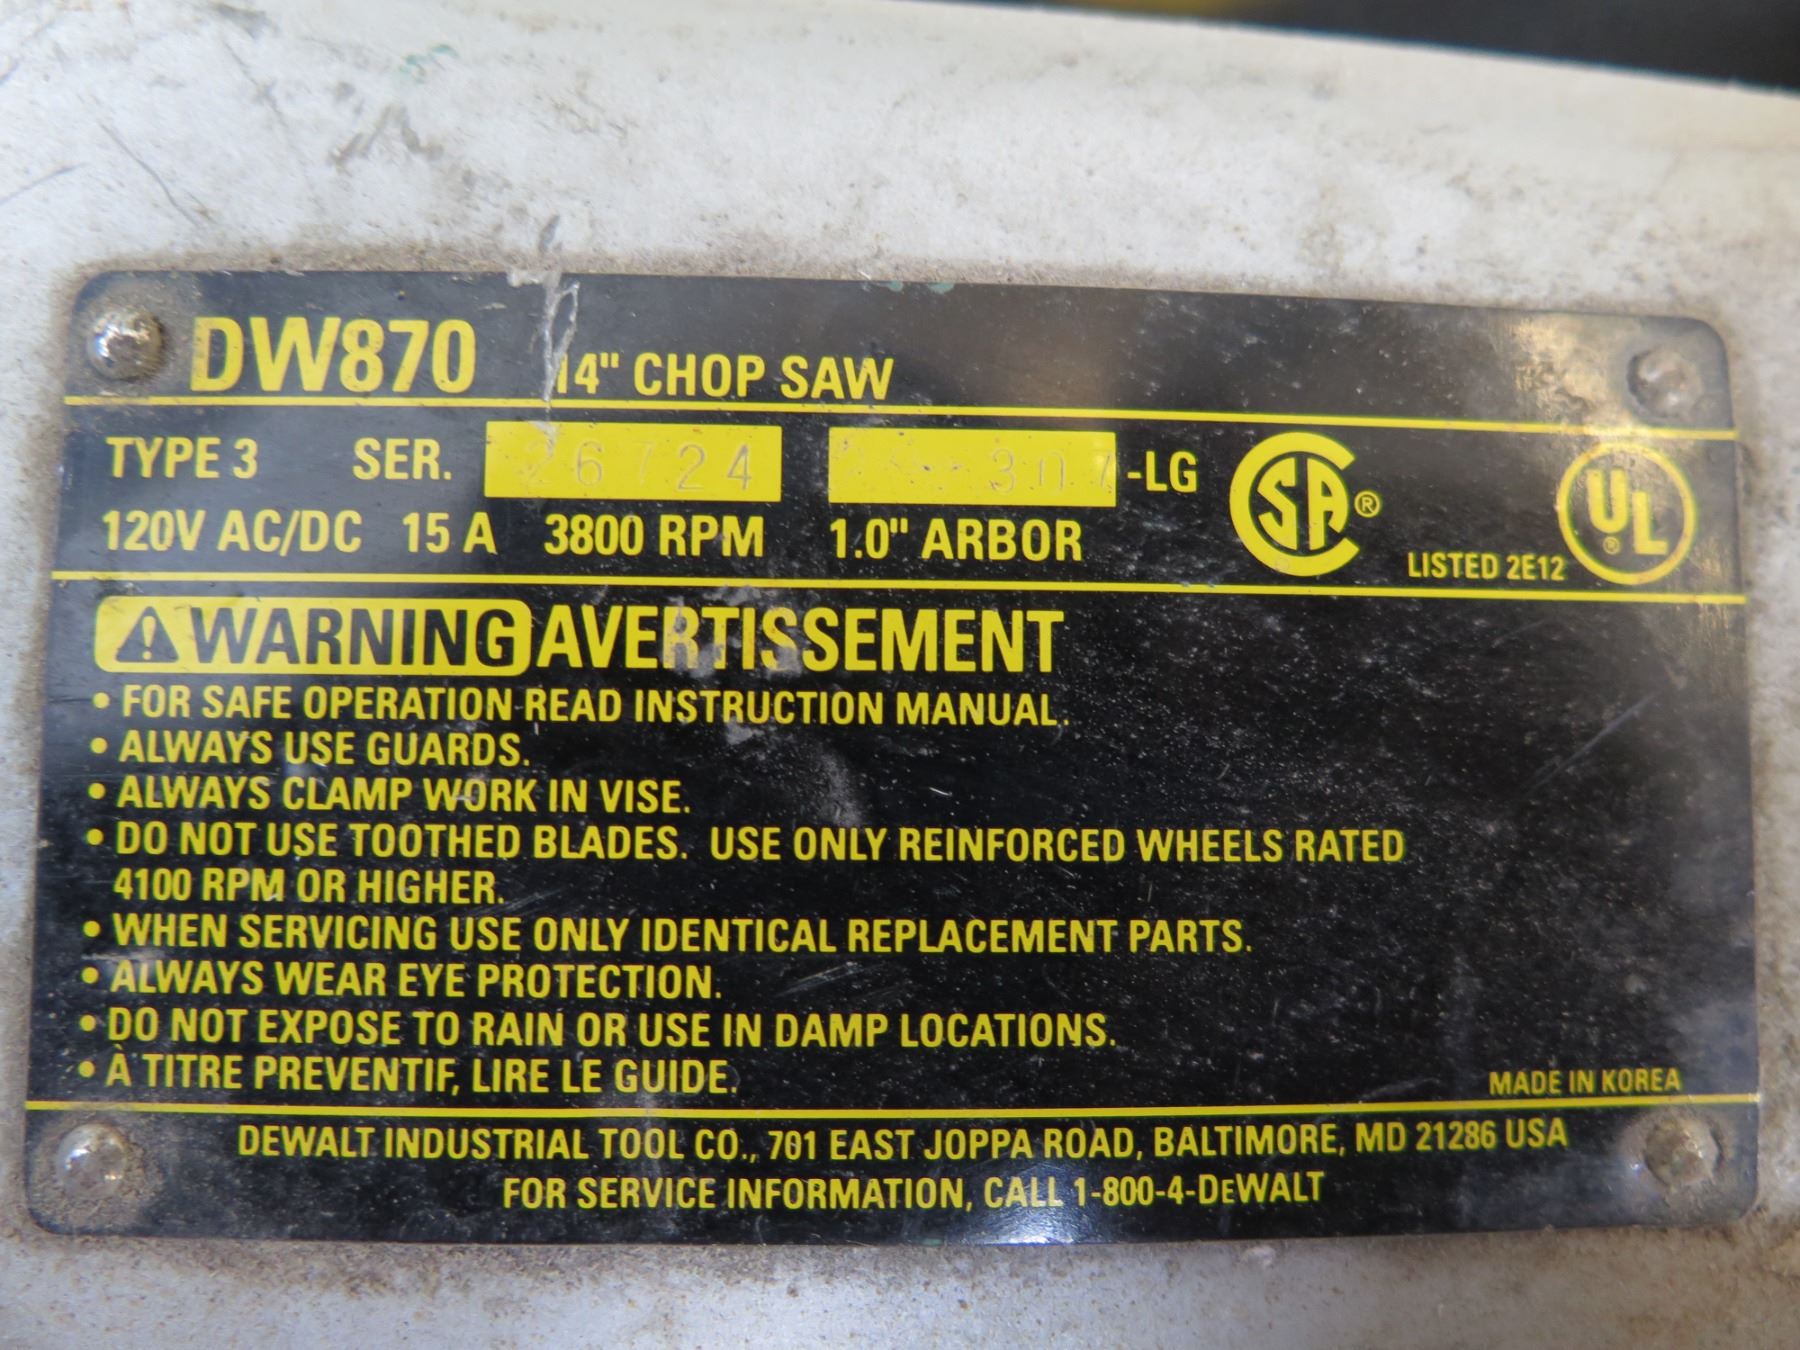 DW870 14" CHOP SAW
TYPE 3 SER. 26724 -LG
120V AC/DC 15 A 3800 RPM 1.0" ARBOR
SA ®
LISTED 2E12
UL ®
WARNING AVERTISSEMENT
• FOR SAFE OPERATION READ INSTRUCTION MANUAL.
• ALWAYS USE GUARDS.
• ALWAYS CLAMP WORK IN VISE.
• DO NOT USE TOOTHED BLADES. USE ONLY REINFORCED WHEELS RATED
4100 RPM OR HIGHER.
• WHEN SERVICING USE ONLY IDENTICAL REPLACEMENT PARTS.
• ALWAYS WEAR EYE PROTECTION.
• DO NOT EXPOSE TO RAIN OR USE IN DAMP LOCATIONS.
• À TITRE PREVENTIF, LIRE LE GUIDE.
MADE IN KOREA
DEWALT INDUSTRIAL TOOL CO., 701 EAST JOPPA ROAD, BALTIMORE, MD 21286 USA
FOR SERVICE INFORMATION, CALL 1-800-4-DEWALT